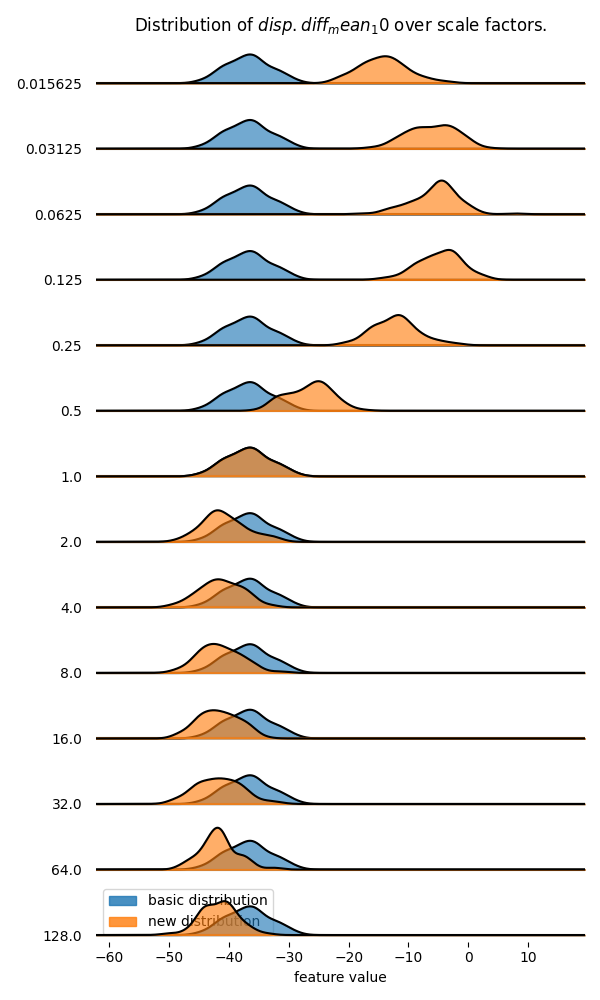 Distribution of disp. diff_mean_10 over scale factors.
0.015625
0.03125
0.0625
0.125
0.25
0.5
1.0
2.0
4.0
8.0
16.0
32.0
64.0
128.0
basic distribution
new distribution
−60 −50 −40 −30 −20 −10 0 10
feature value